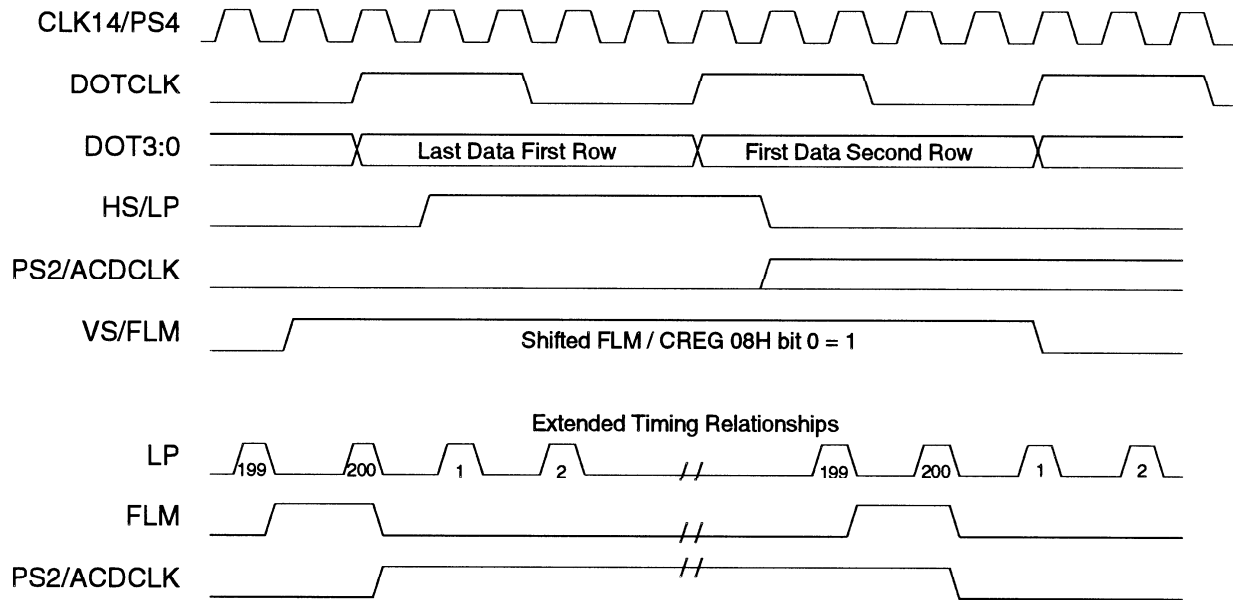 CLK14/PS4
DOTCLK
DOT3:0
Last Data First Row
First Data Second Row
HS/LP
PS2/ACDCLK
VS/FLM
Shifted FLM / CREG 08H bit 0 = 1
Extended Timing Relationships
LP
199
200
1
2
199
200
1
2
FLM
PS2/ACDCLK